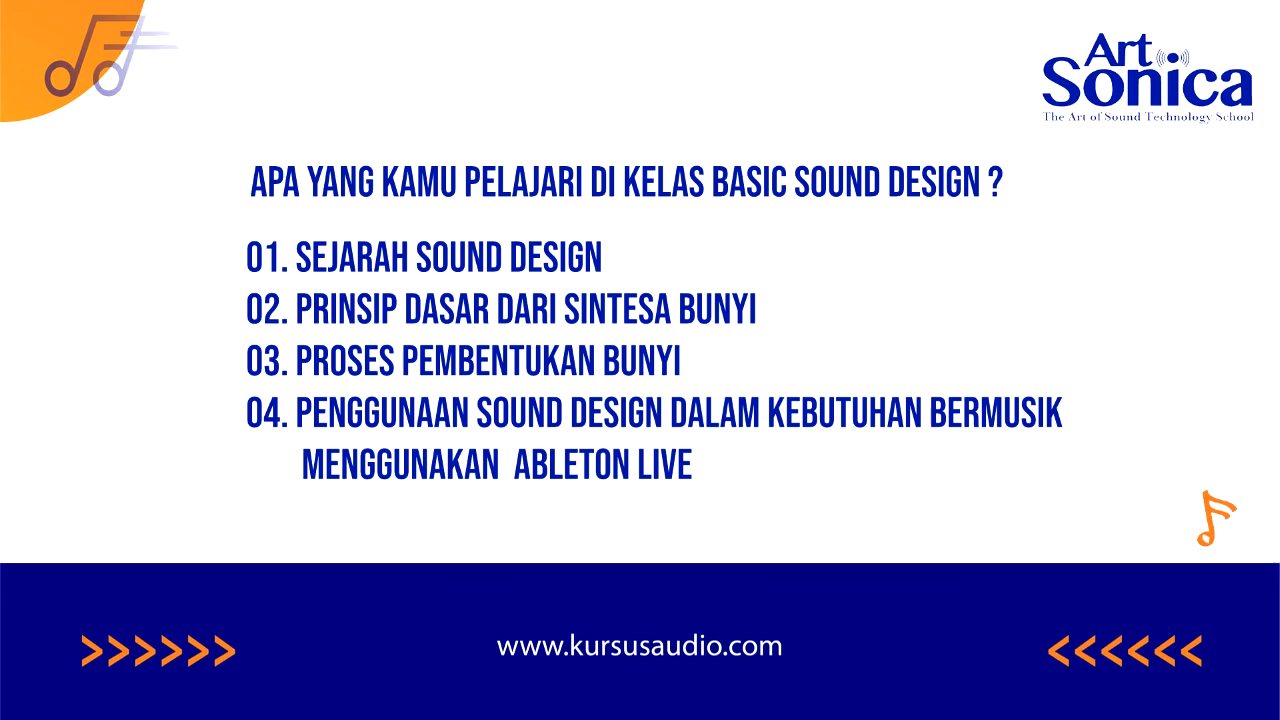 Art
Sonica
The Art of Sound Technology School
APA YANG KAMU PELAJARI DI KELAS BASIC SOUND DESIGN ?
01. SEJARAH SOUND DESIGN
02. PRINSIP DASAR DARI SINTESA BUNYI
03. PROSES PEMBENTUKAN BUNYI
04. PENGGUNAAN SOUND DESIGN DALAM KEBUTUHAN BERMUSIK
MENGGUNAKAN ABLETON LIVE
>>>>>> www.kursusaudio.com <<<<<<